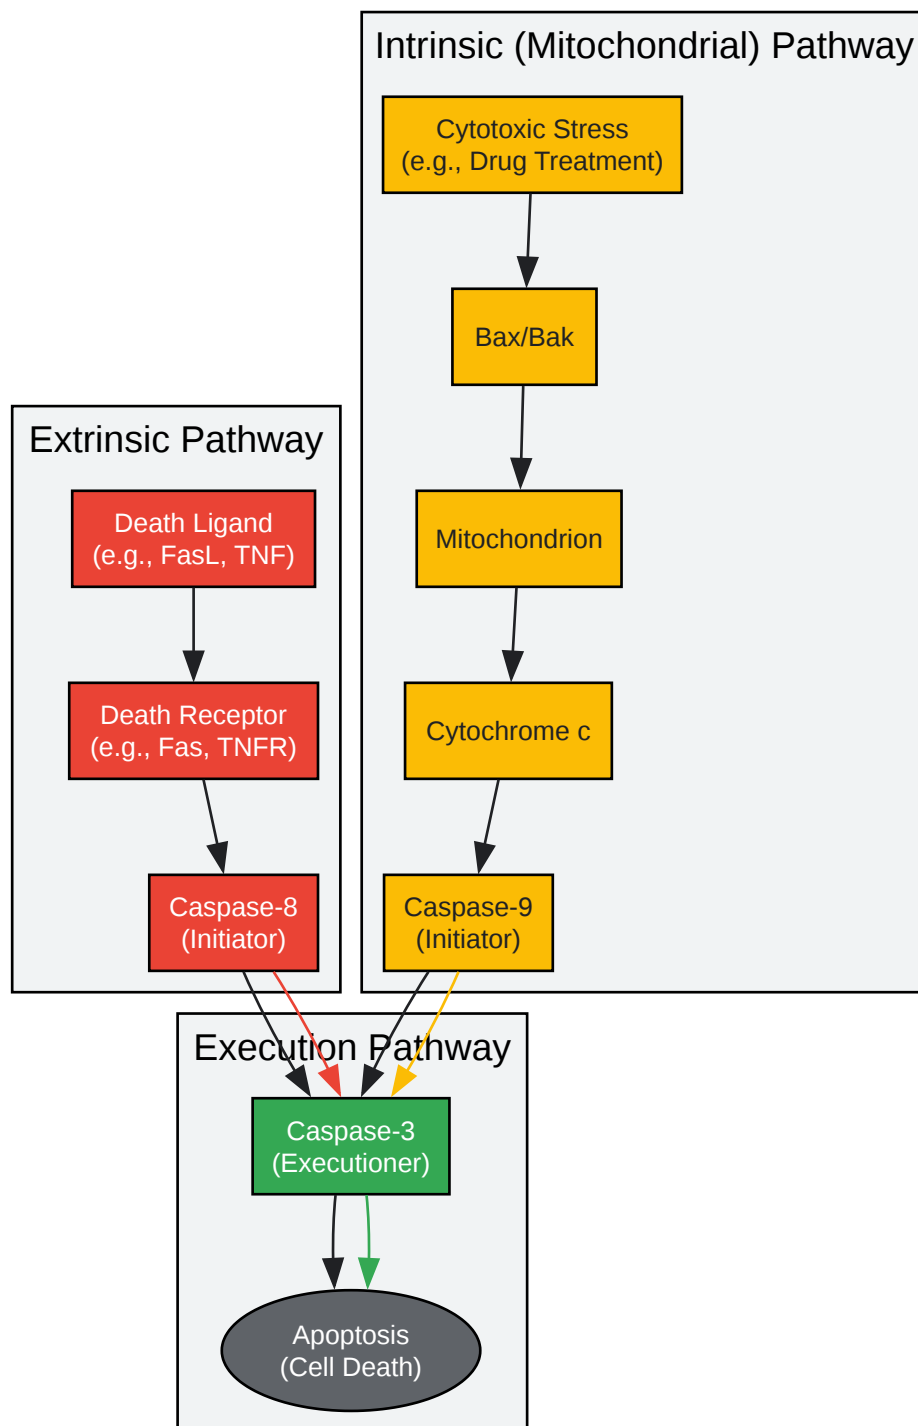 Intrinsic (Mitochondrial) Pathway
Cytotoxic Stress
(e.g., Drug Treatment)
Bax/Bak
Mitochondrion
Cytochrome c
Caspase-9
(Initiator)
Extrinsic Pathway
Death Ligand
(e.g., FasL, TNF)
Death Receptor
(e.g., Fas, TNFR)
Caspase-8
(Initiator)
Execution Pathway
Caspase-3
(Executioner)
Apoptosis
(Cell Death)